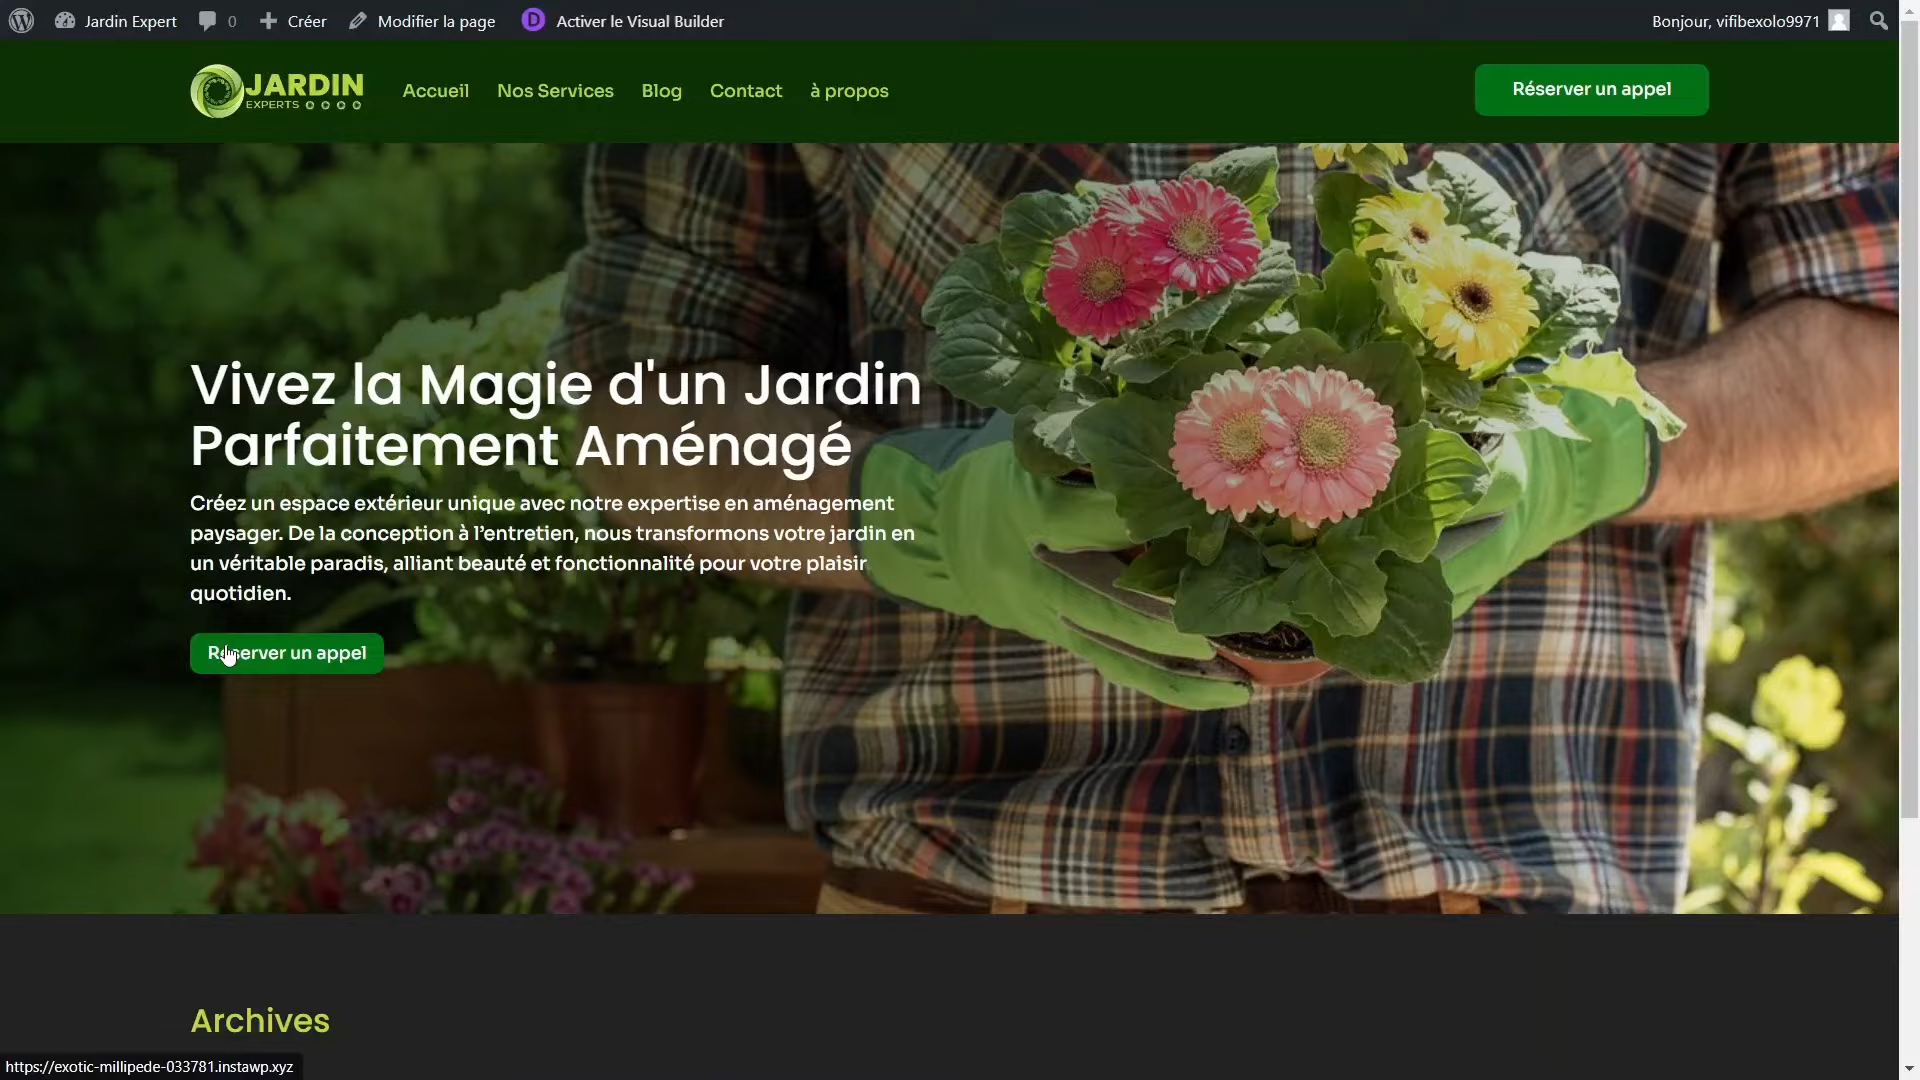 Jardin Expert 0 Créer Modifier la page Activer le Visual Builder Bonjour, vifibexolo9971
JARDIN
EXPERTS
Accueil Nos Services Blog Contact à propos Réserver un appel
Vivez la Magie d'un Jardin
Parfaitement Aménagé
Créez un espace extérieur unique avec notre expertise en aménagement
paysager. De la conception à l’entretien, nous transformons votre jardin en
un véritable paradis, alliant beauté et fonctionnalité pour votre plaisir
quotidien.
Réserver un appel
Archives
https://exotic-millipede-033781.instawp.xyz